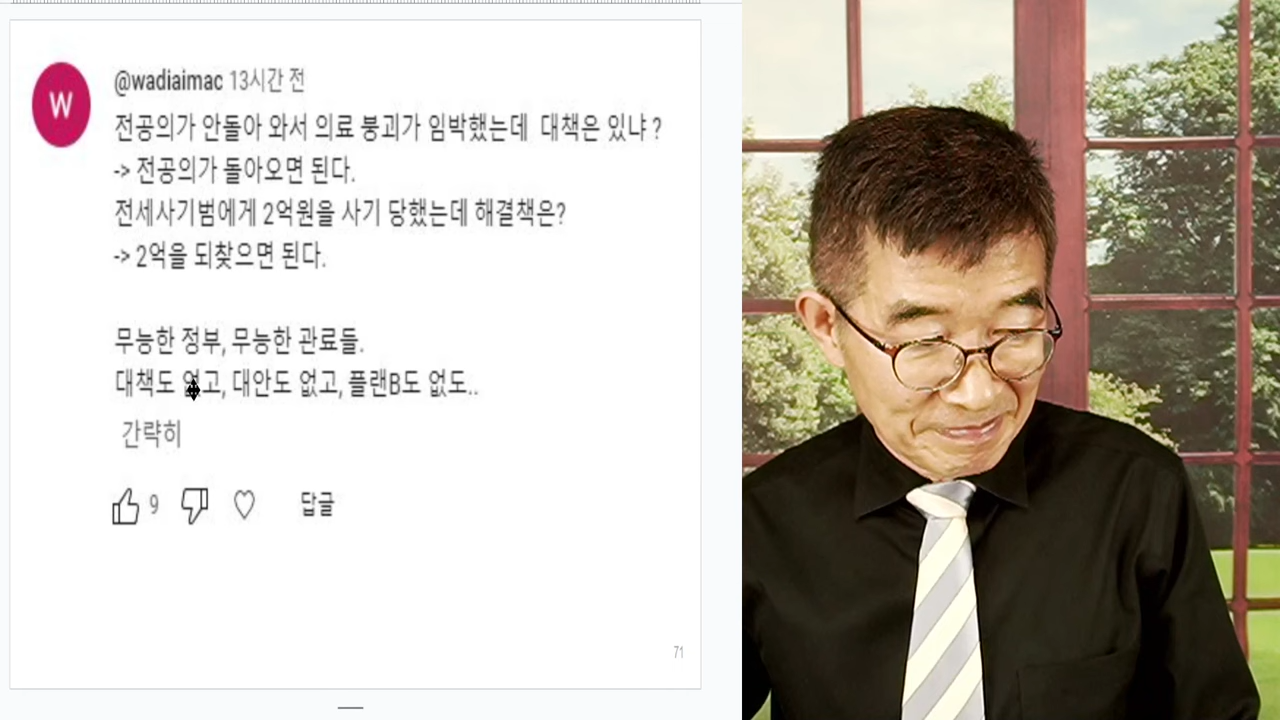 W
@wadiaimac 13시간 전
전공의가 안돌아 와서 의료 붕괴가 임박했는데 대책은 있냐 ?
-> 전공의가 돌아오면 된다.
전세사기범에게 2억원을 사기 당했는데 해결책은?
-> 2억을 되찾으면 된다.
무능한 정부, 무능한 관료들.
대책도 없고, 대안도 없고, 플랜B도 없도..
간략히
9 답글
71